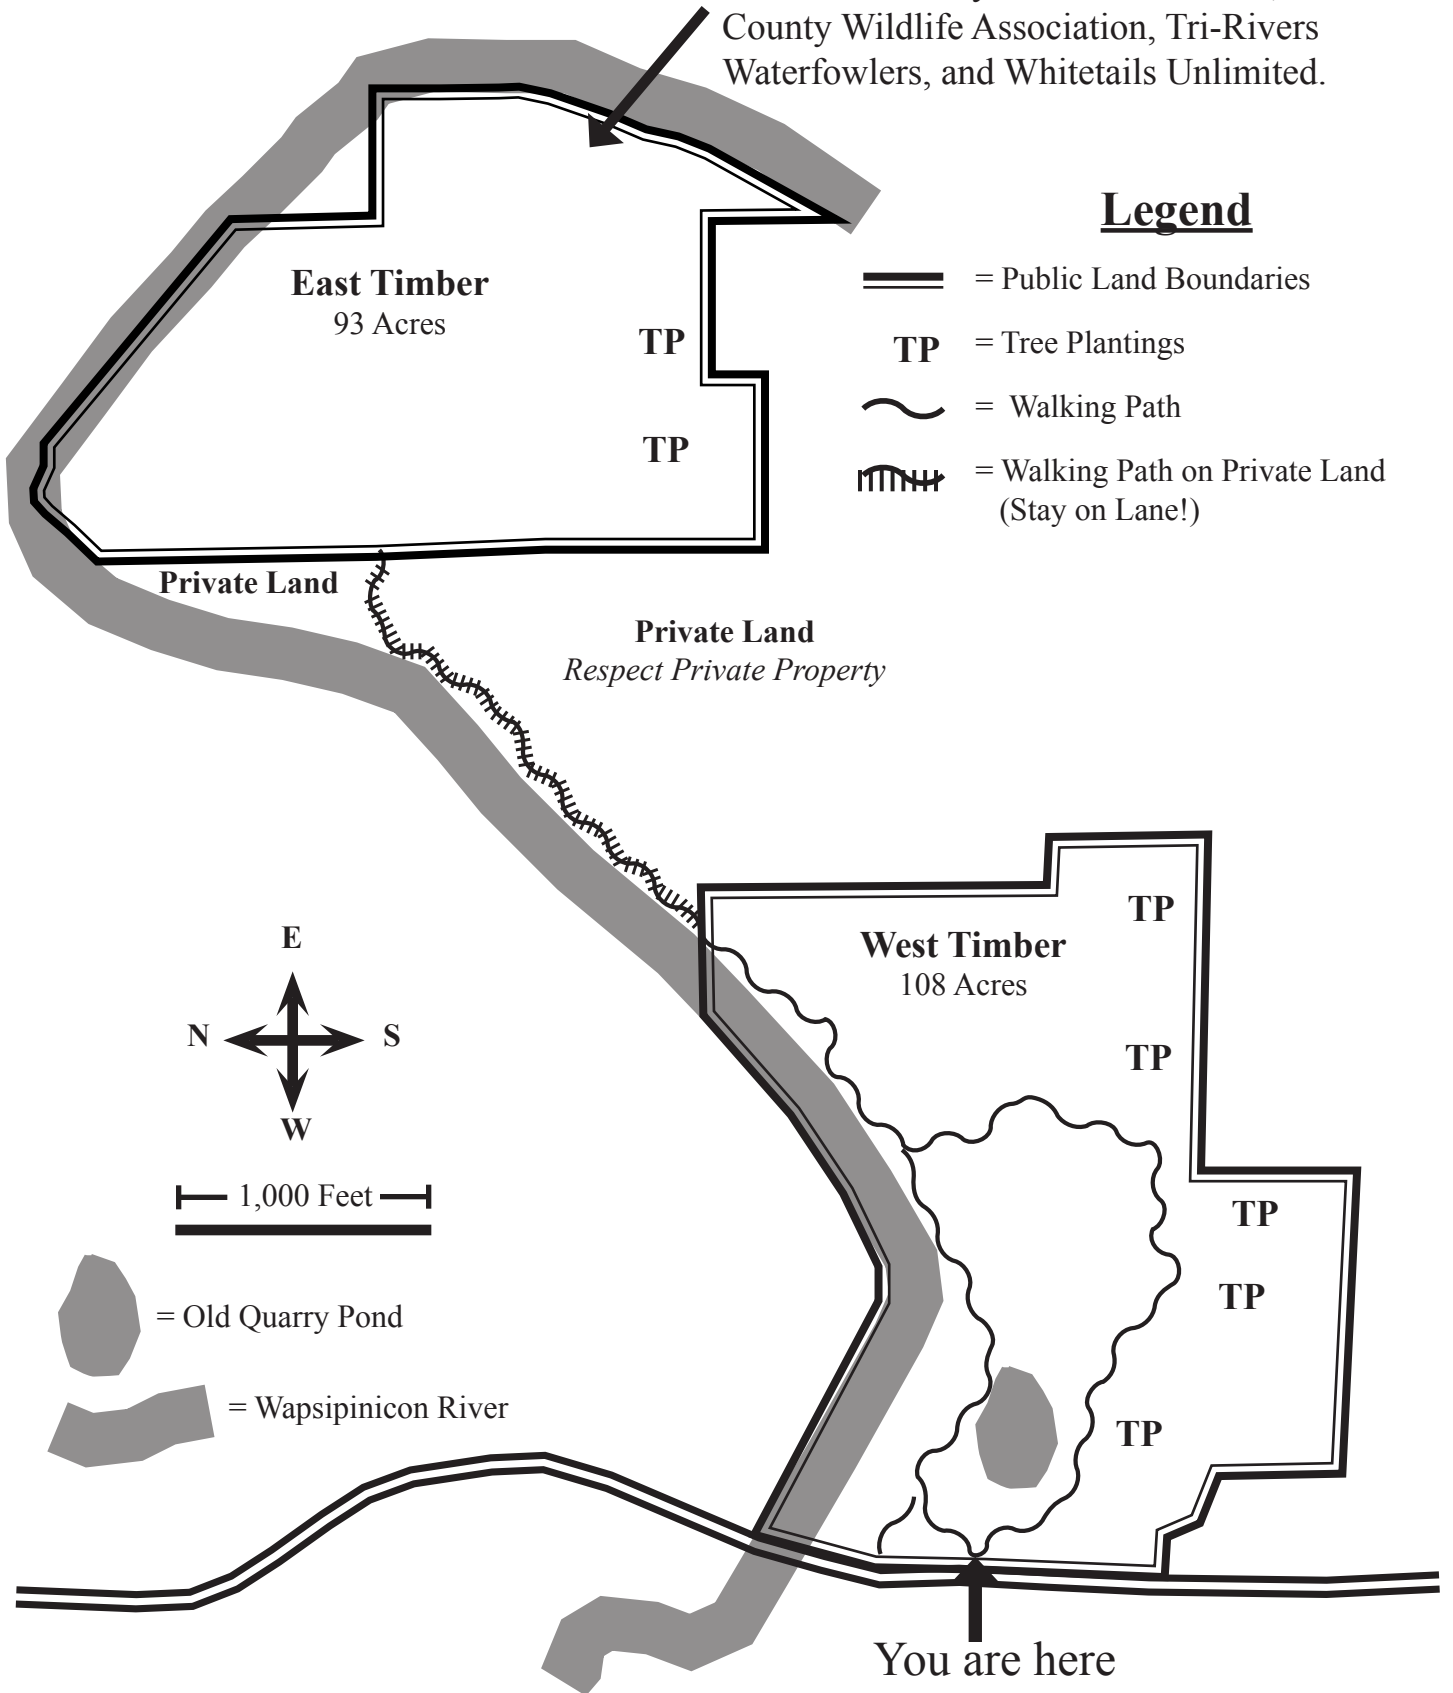 County Wildlife Association, Tri-Rivers
Waterfowlers, and Whitetails Unlimited.
Legend
= Public Land Boundaries
TP = Tree Plantings
= Walking Path
= Walking Path on Private Land
(Stay on Lane!)
East Timber
93 Acres
TP
TP
Private Land
Private Land
Respect Private Property
West Timber
108 Acres
TP
TP
TP
TP
TP
E
N S
W
1,000 Feet
= Old Quarry Pond
= Wapsipinicon River
You are here